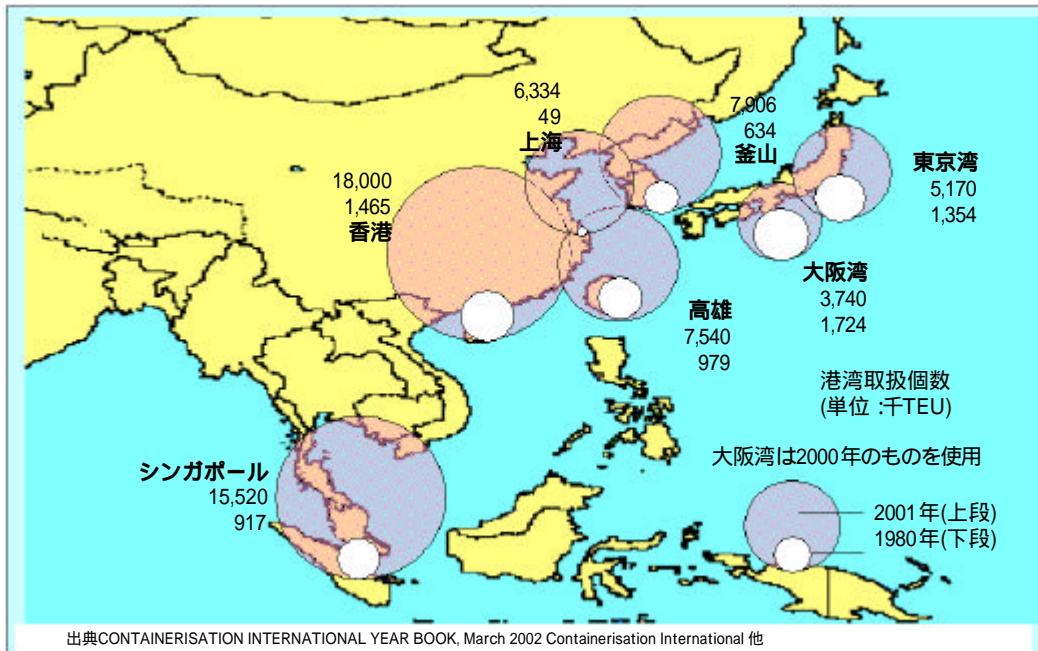 6,334
49
上海
7,906
634
釜山
東京湾
5,170
1,354
18,000
1,465
香港
大阪湾
3,740
1,724
高雄
7,540
979
港湾取扱個数
(単位:千TEU)
大阪湾は2000年のものを使用
シンガポール
15,520
917
2001年(上段)
1980年(下段)
出典CONTAINERISATION INTERNATIONAL YEAR BOOK, March 2002 Containerisation International 他